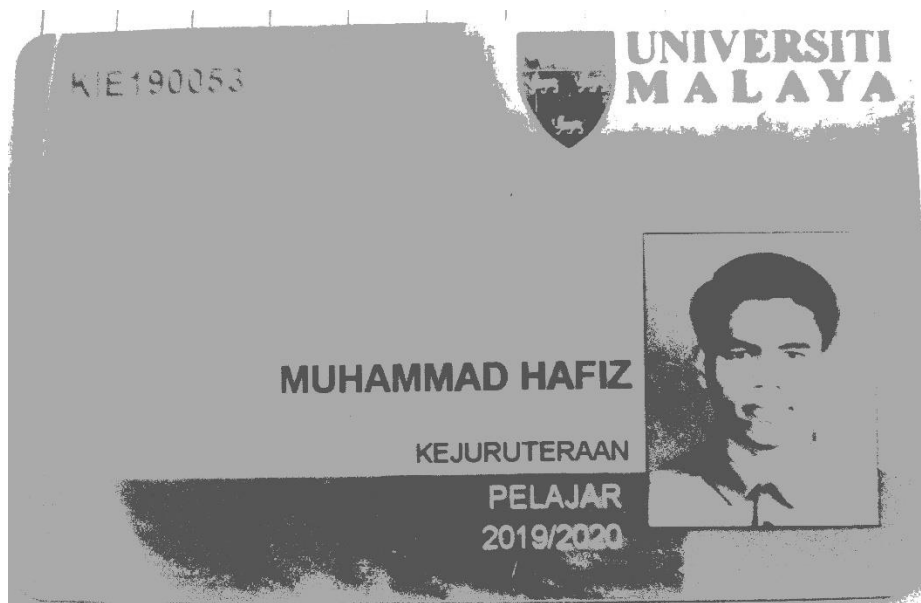 KIE190053
UNIVERSITI
MALAYA
MUHAMMAD HAFIZ
KEJURUTERAAN
PELAJAR
2019/2020